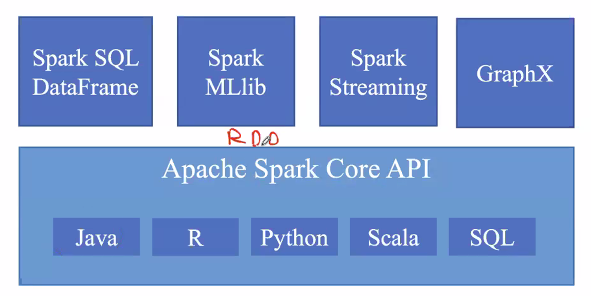 Spark SQL
DataFrame
Spark
MLlib
Spark
Streaming
GraphX
RDD
Apache Spark Core API
Java
R
Python
Scala
SQL